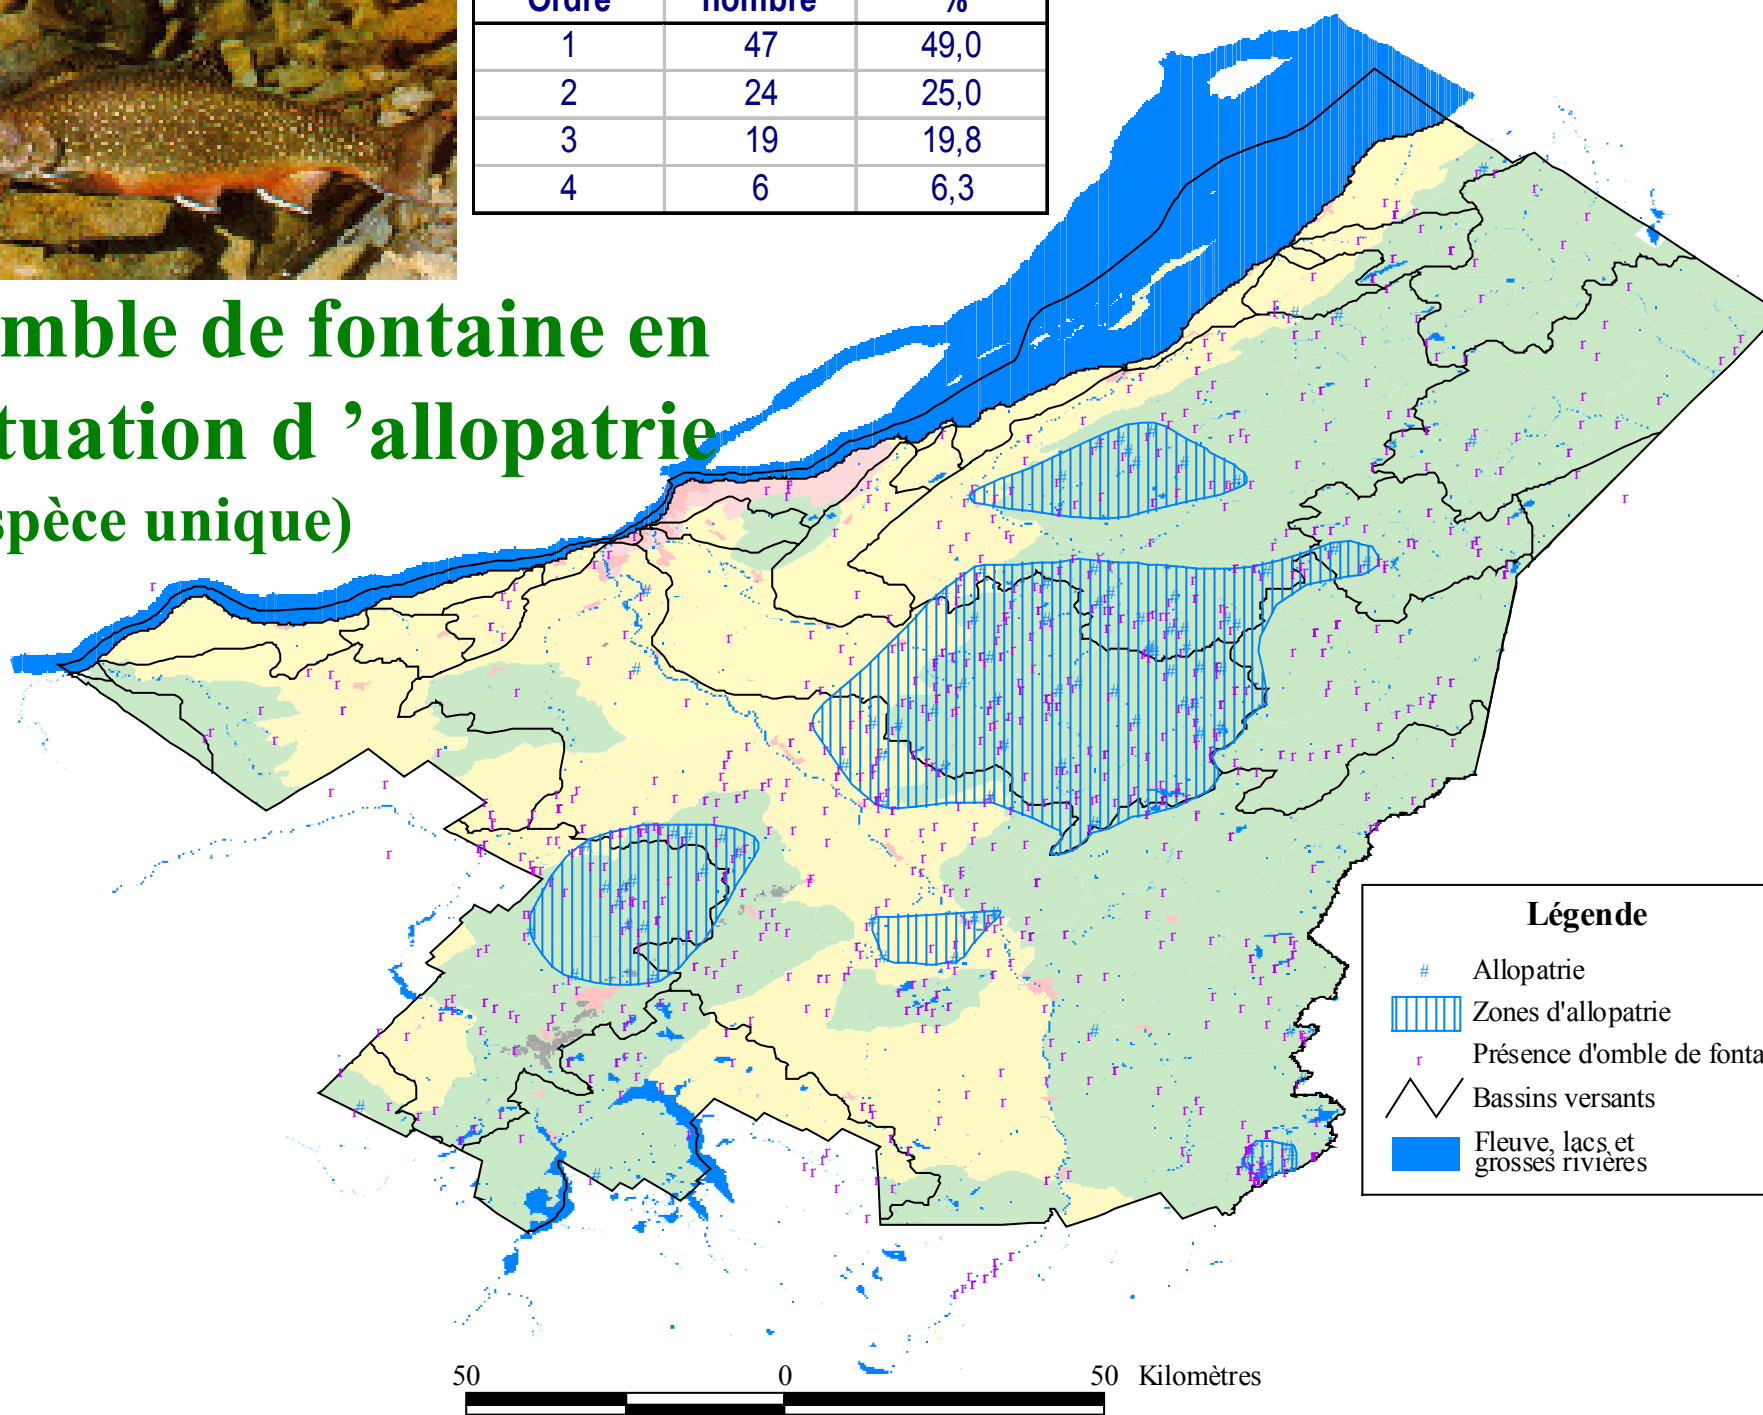 Ordre nombre %
1 47 49,0
2 24 25,0
3 19 19,8
4 6 6,3
mble de fontaine en
tuation d ’allopatrie
spèce unique)
Légende
# Allopatrie
Zones d'allopatrie
r Présence d'omble de fonta
Bassins versants
Fleuve, lacs et
grosses rivières
50 0 50 Kilomètres